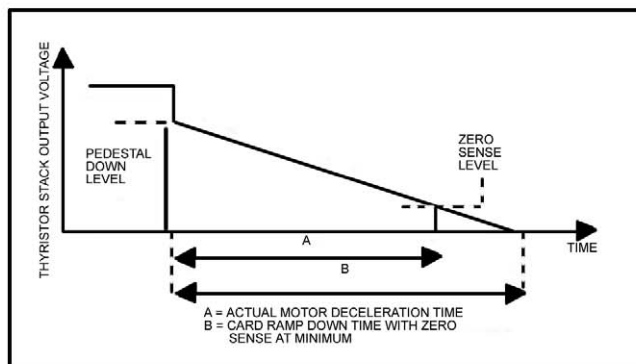 THYRISTOR STACK OUTPUT VOLTAGE
PEDESTAL
DOWN
LEVEL
ZERO
SENSE
LEVEL
TIME
A
B
A = ACTUAL MOTOR DECELERATION TIME
B = CARD RAMP DOWN TIME WITH ZERO
SENSE AT MINIMUM